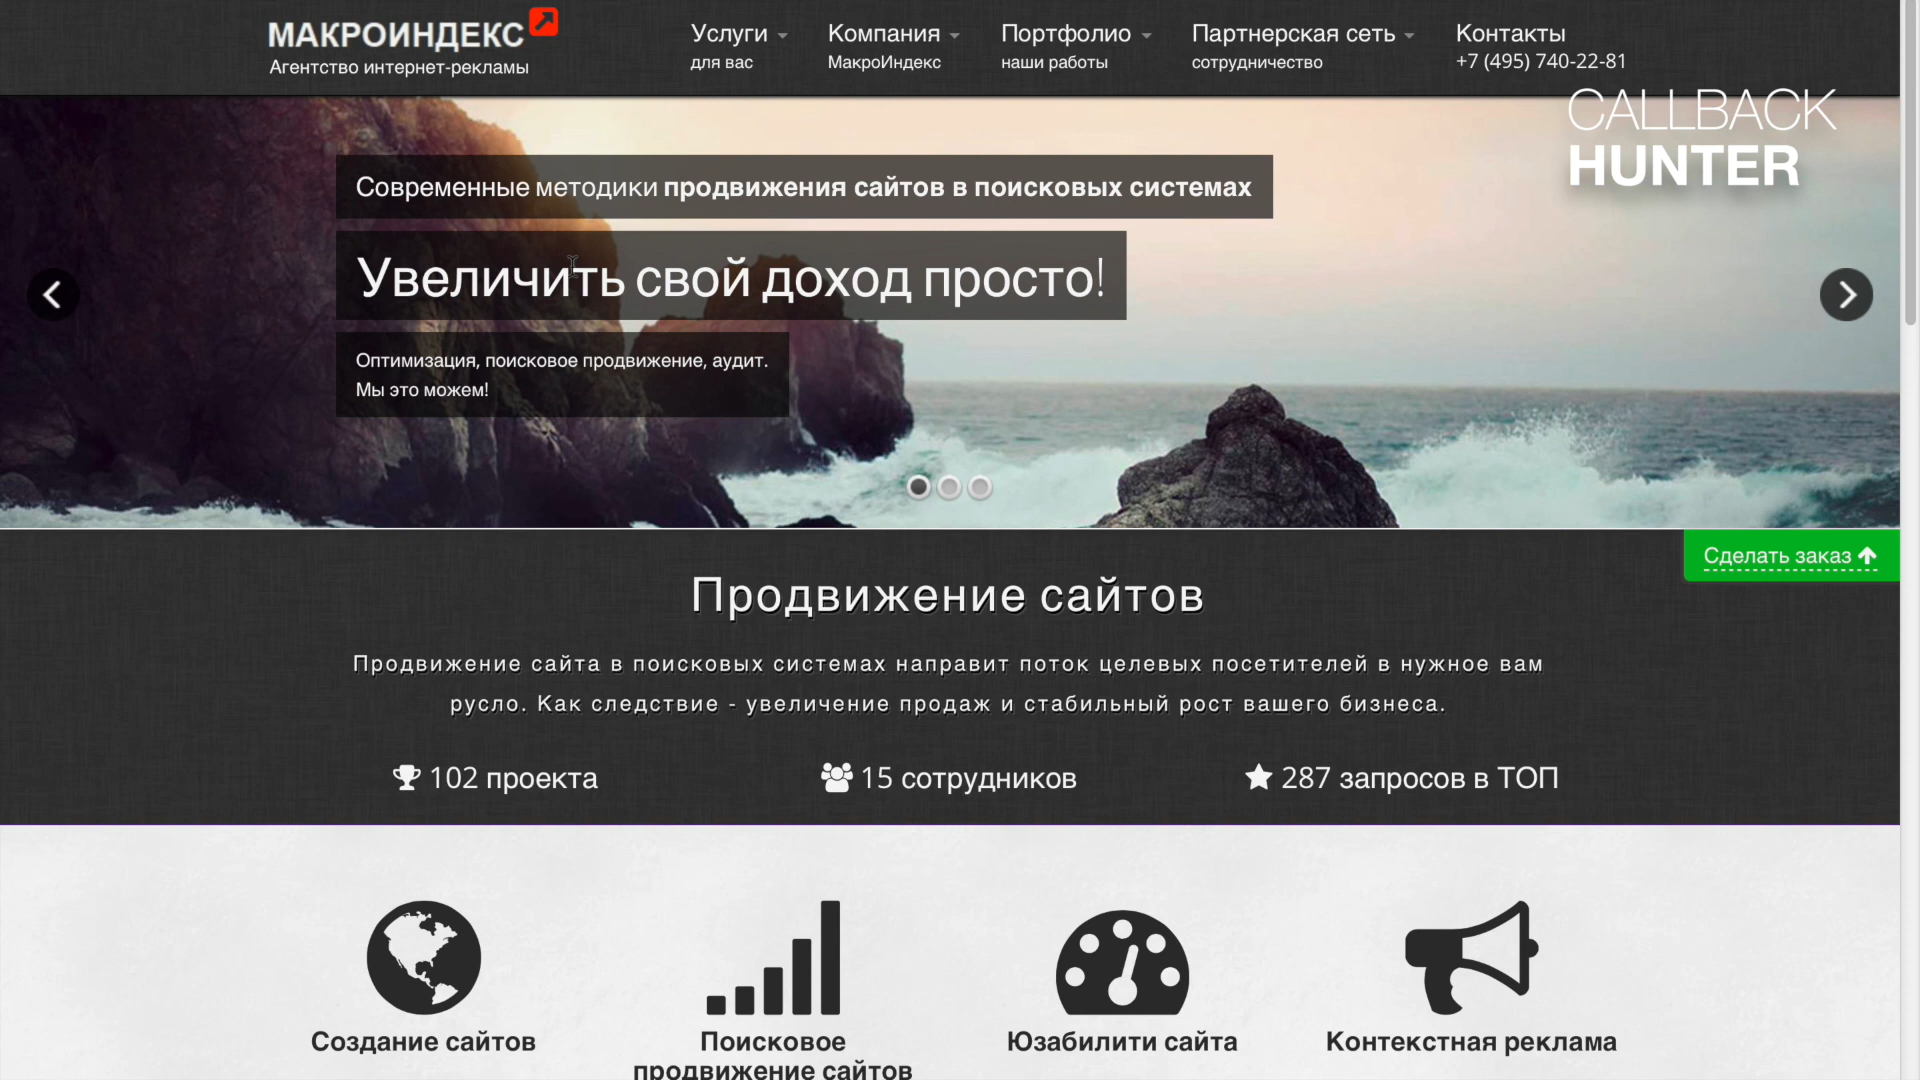 МАКРОИНДЕКС
Агентство интернет-рекламы
Услуги
для вас
Компания
МакроИндекс
Портфолио
наши работы
Партнерская сеть
сотрудничество
Контакты
+7 (495) 740-22-81
CALLBACK
HUNTER
Современные методики продвижения сайтов в поисковых системах
Увеличить свой доход просто!
Оптимизация, поисковое продвижение, аудит.
Мы это можем!
Сделать заказ
Продвижение сайтов
Продвижение сайта в поисковых системах направит поток целевых посетителей в нужное вам
русло. Как следствие - увеличение продаж и стабильный рост вашего бизнеса.
102 проекта
15 сотрудников
287 запросов в ТОП
Создание сайтов
Поисковое
продвижение сайтов
Юзабилити сайта
Контекстная реклама